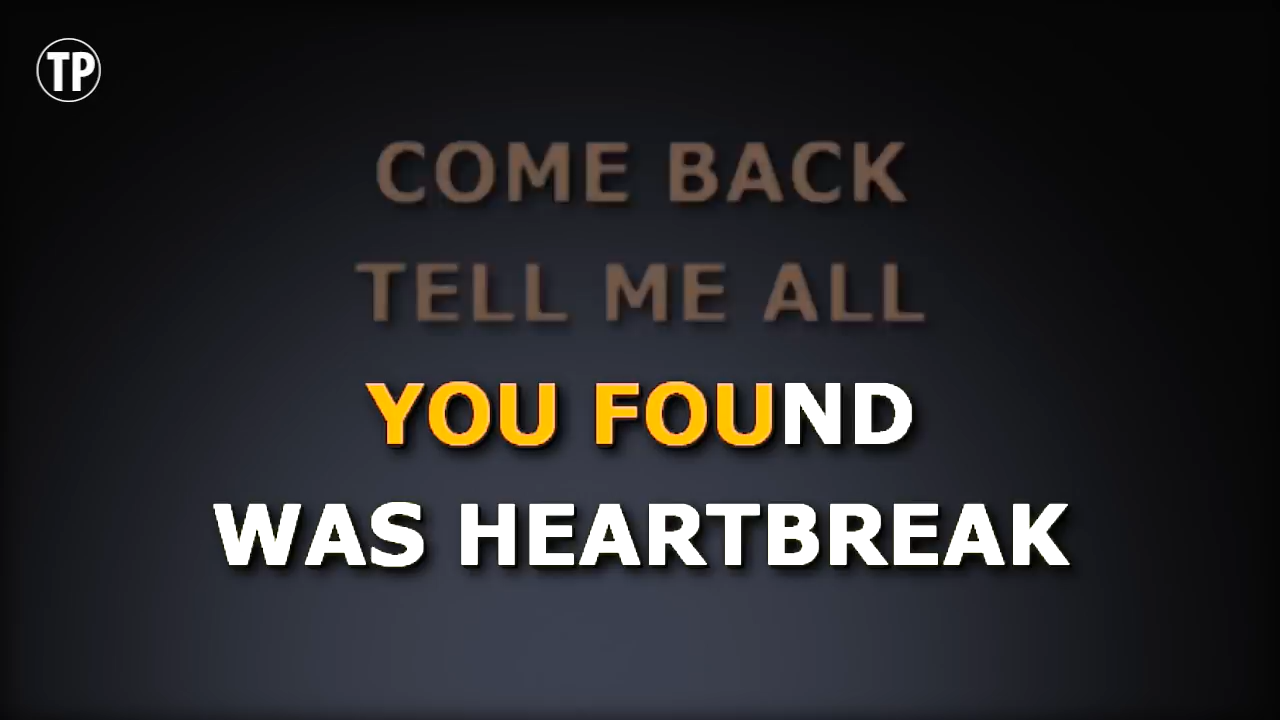 TP
COME BACK
TELL ME ALL
YOU FOUND
WAS HEARTBREAK